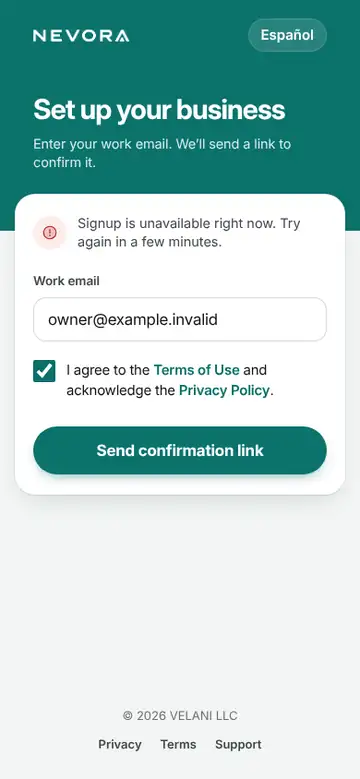 NEVORA
Español
Set up your business
Enter your work email. We’ll send a link to
confirm it.
Signup is unavailable right now. Try
again in a few minutes.
Work email
owner@example.invalid
I agree to the Terms of Use and
acknowledge the Privacy Policy.
Send confirmation link
© 2026 VELANI LLC
Privacy Terms Support